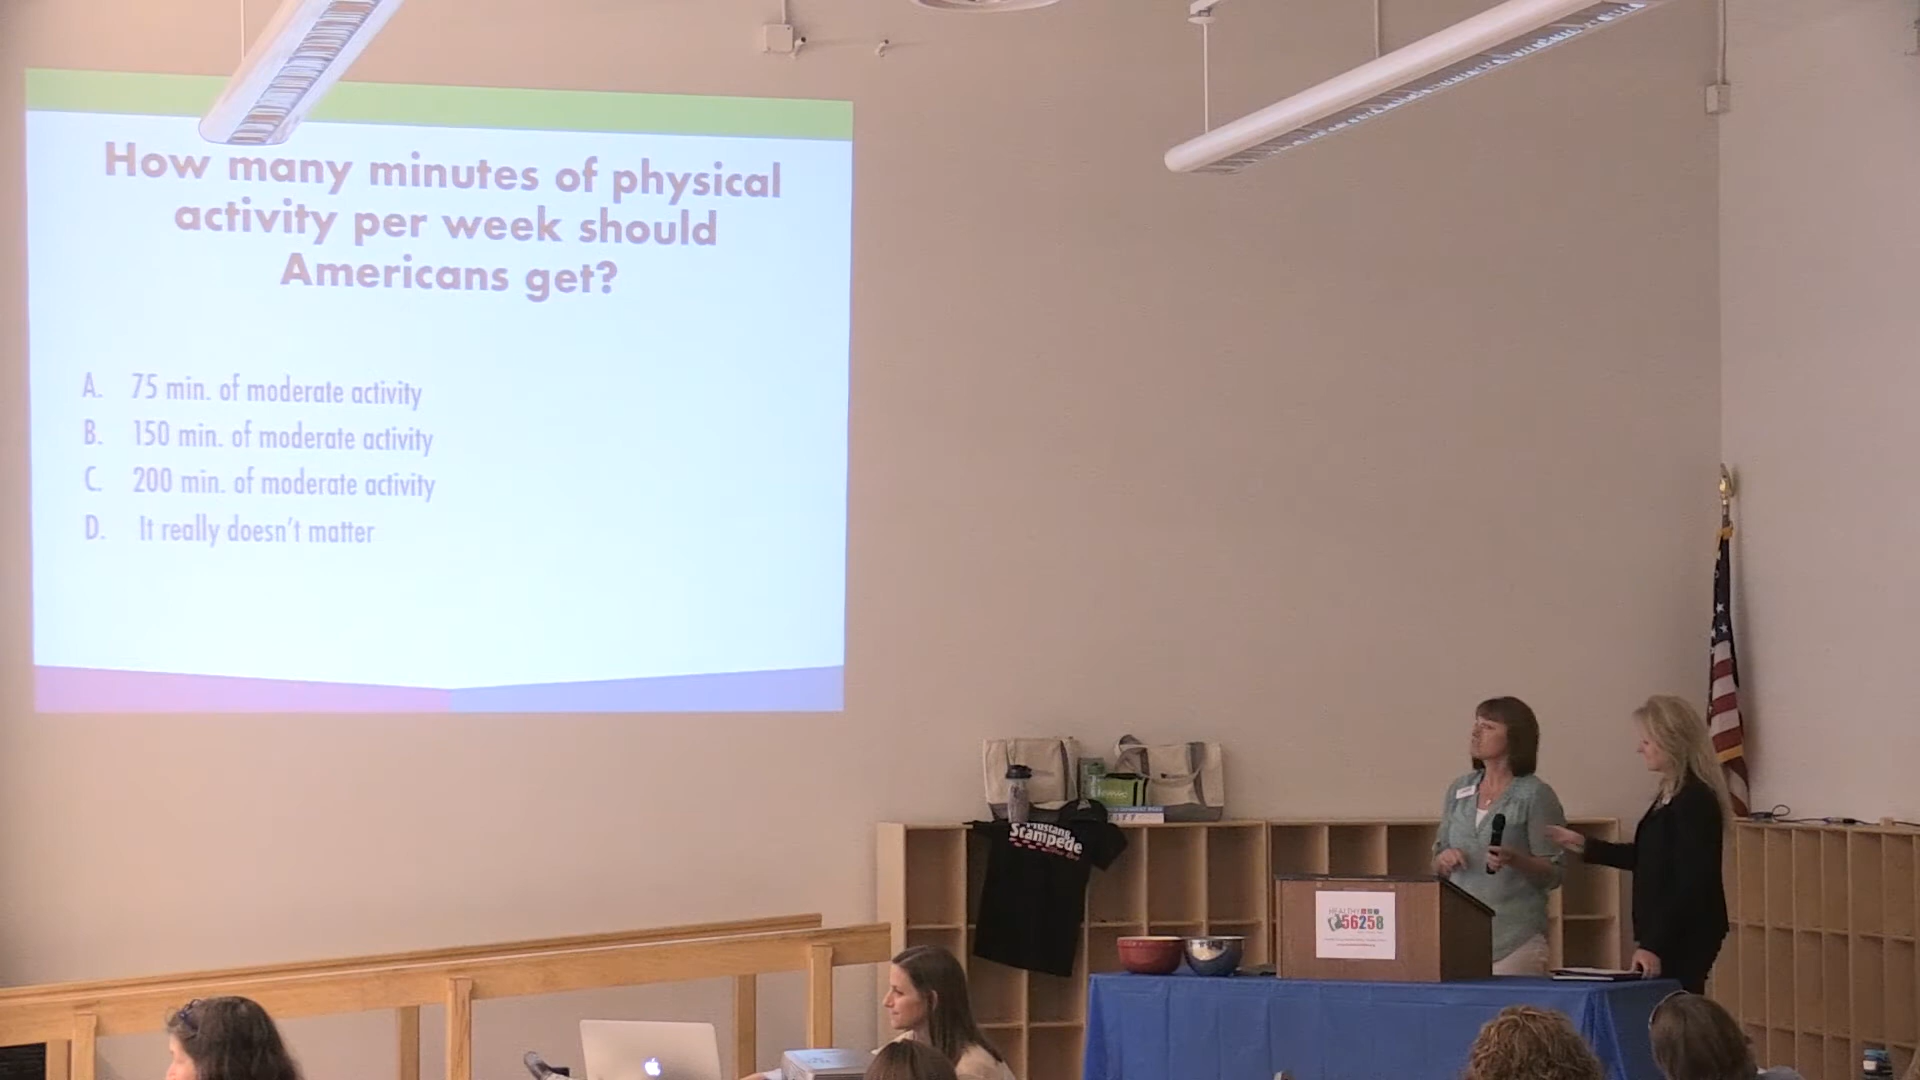 How many minutes of physical
activity per week should
Americans get?
A. 75 min. of moderate activity
B. 150 min. of moderate activity
C. 200 min. of moderate activity
D. It really doesn't matter
Mustang
Stampede
HEALTHY
56258